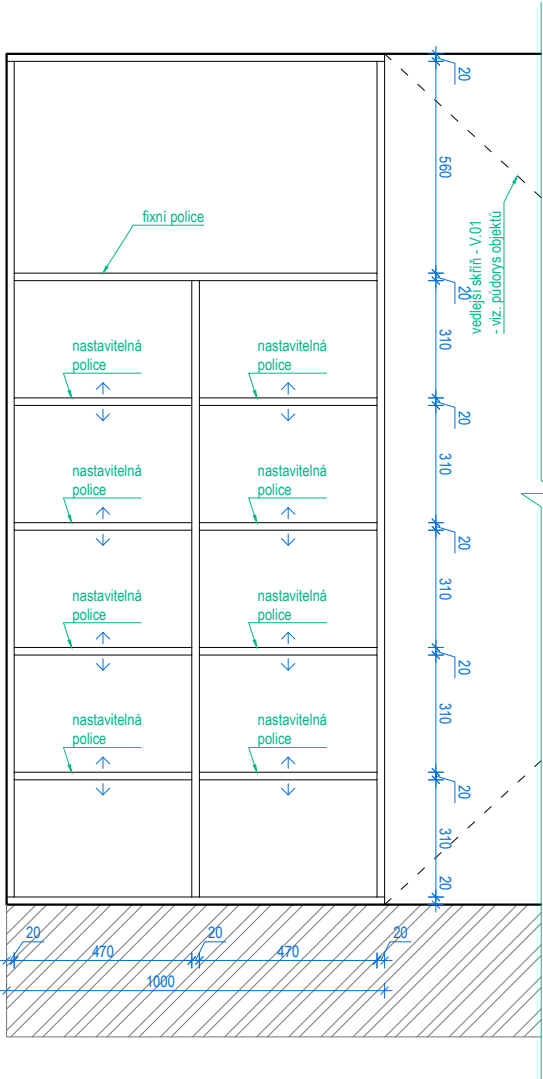 20
560
vedlejší skříň - V.01
- viz. půdorys objektů
fixní police
20
310
nastavitelná
police
nastavitelná
police
20
310
nastavitelná
police
nastavitelná
police
20
310
nastavitelná
police
nastavitelná
police
20
310
nastavitelná
police
nastavitelná
police
20
310
20
20
470
20
470
20
1000